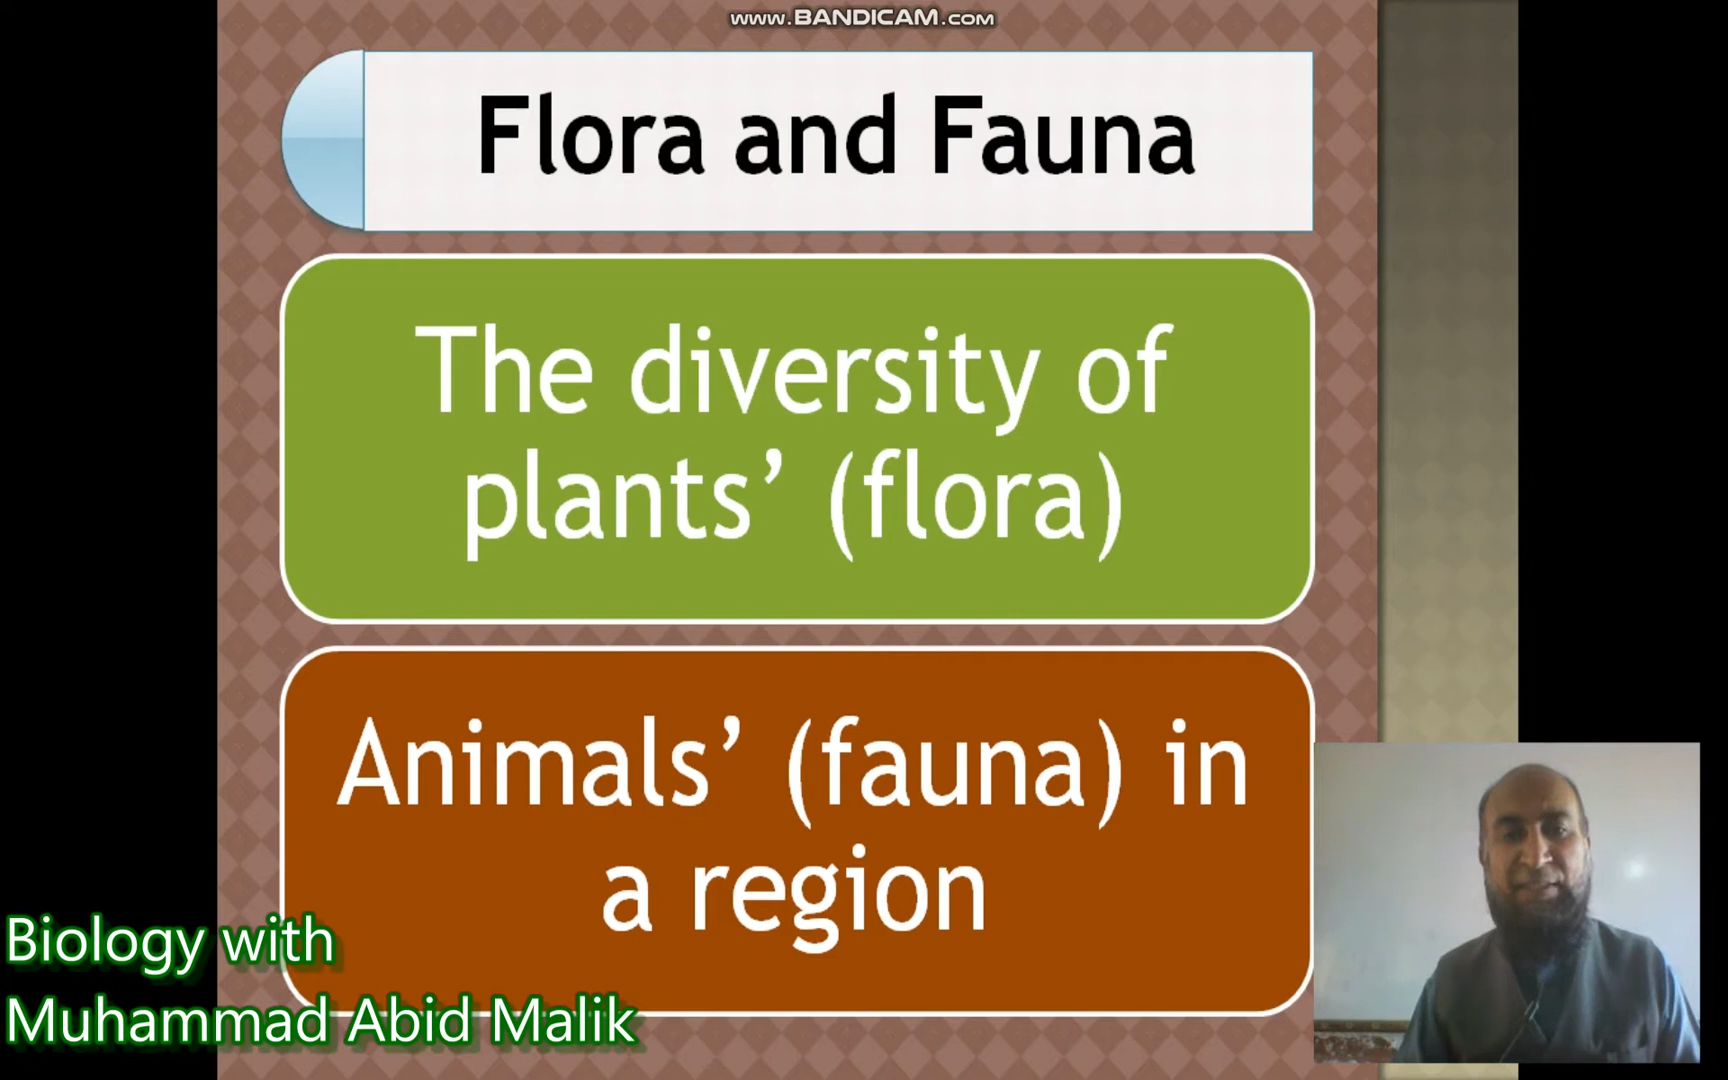 www.BANDICAM.com
Flora and Fauna
The diversity of
plants’ (flora)
Animals’ (fauna) in
a region
Biology with
Muhammad Abid Malik